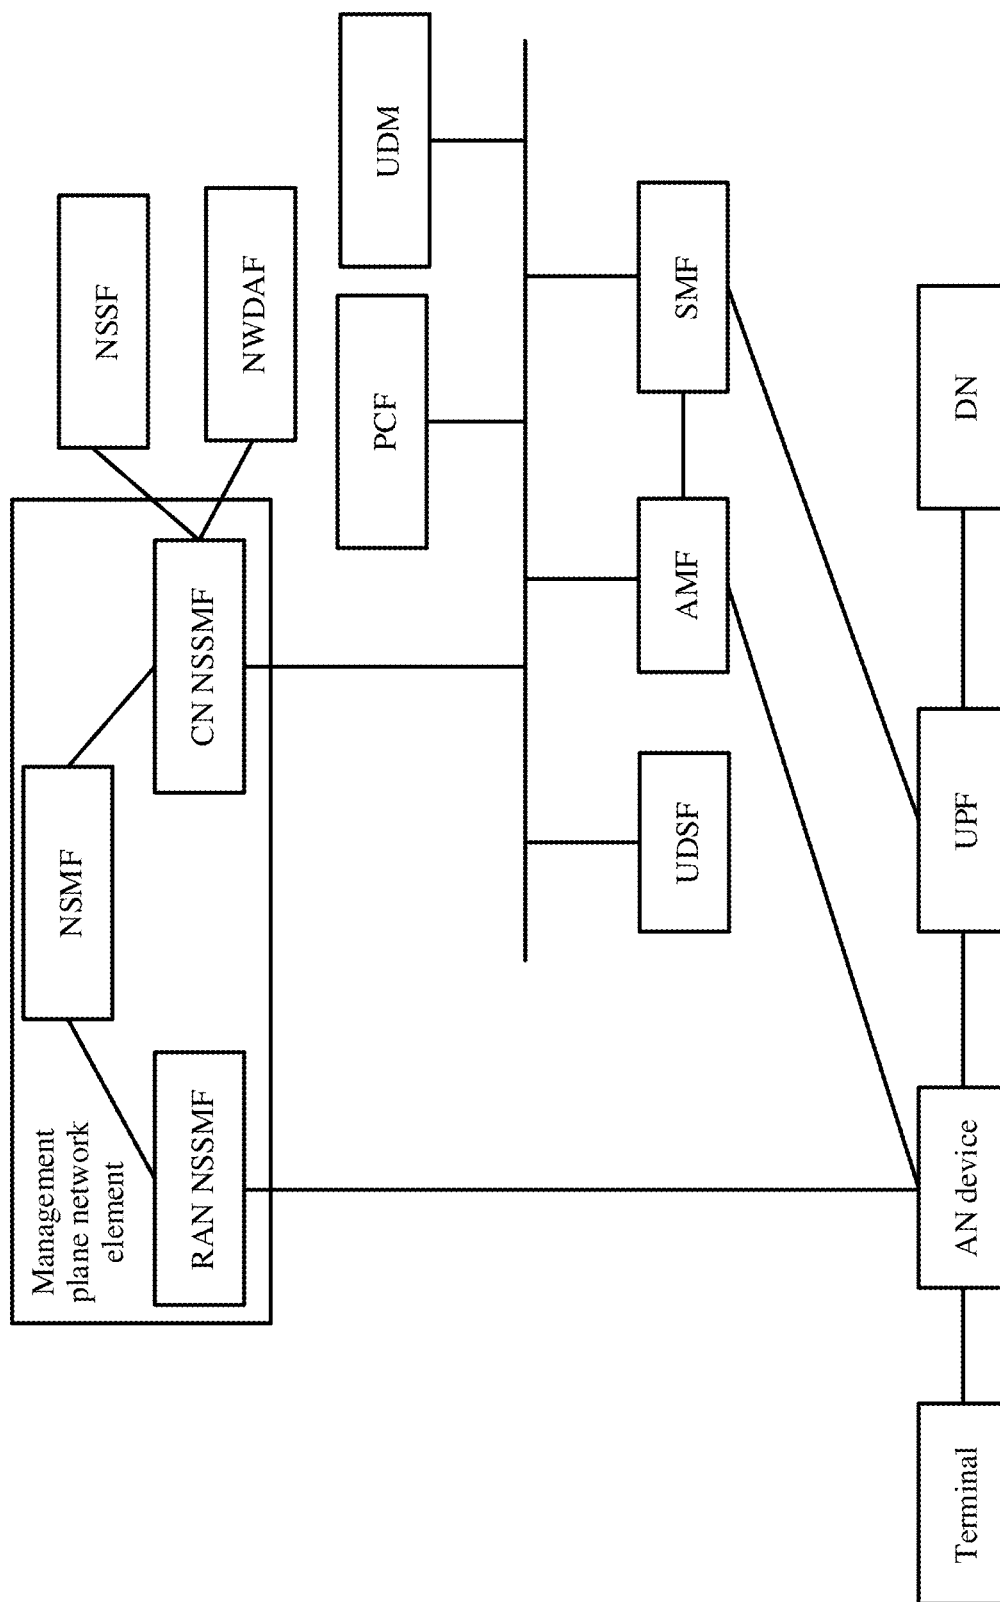 Management
plane network
element
NSMF
RAN NSSMF
CN NSSMF
NSSF
NWDAF
PCF
UDM
UDSF
AMF
SMF
Terminal
AN device
UPF
DN